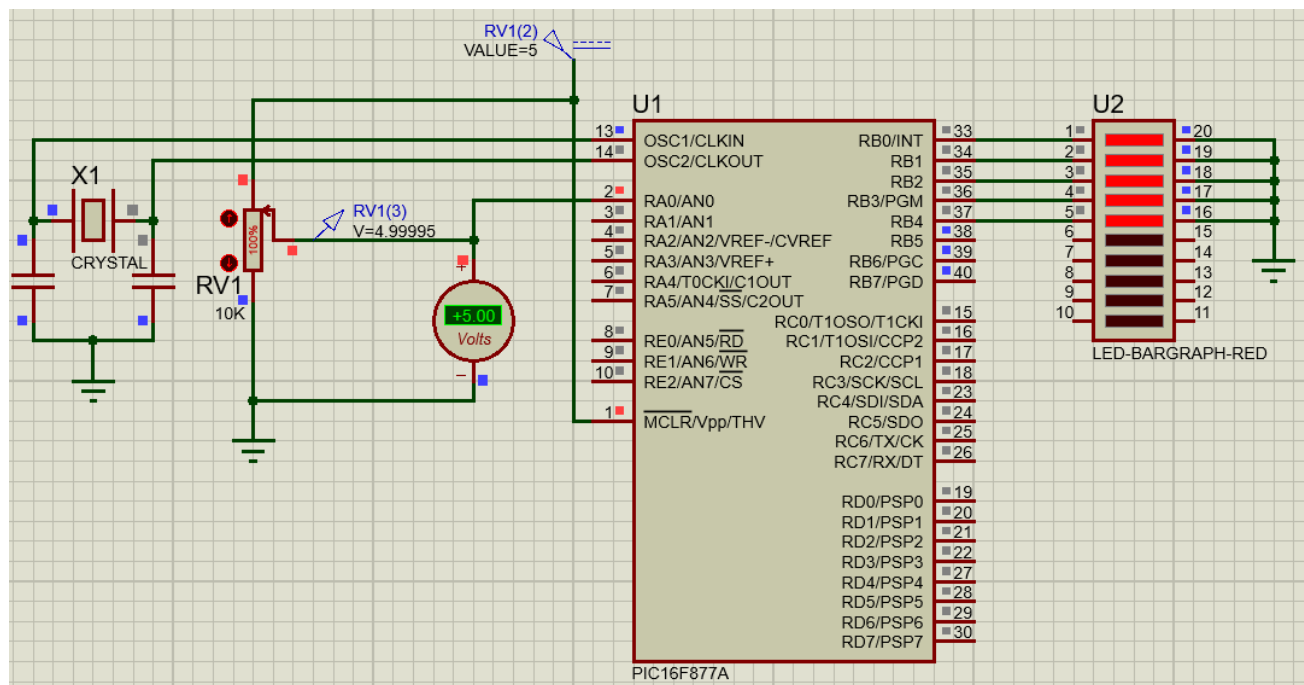 RV1(2)
VALUE=5
X1
CRYSTAL
RV1
10K
100%
RV1(3)
V=4.99995
+
+5.00
Volts
−
U1
13 OSC1/CLKIN
14 OSC2/CLKOUT
2 RA0/AN0
3 RA1/AN1
4 RA2/AN2/VREF-/CVREF
5 RA3/AN3/VREF+
6 RA4/T0CKI/C1OUT
7 RA5/AN4/SS/C2OUT
8 RE0/AN5/RD
9 RE1/AN6/WR
10 RE2/AN7/CS
1 MCLR/Vpp/THV
RB0/INT 33
RB1 34
RB2 35
RB3/PGM 36
RB4 37
RB5 38
RB6/PGC 39
RB7/PGD 40
RC0/T1OSO/T1CKI 15
RC1/T1OSI/CCP2 16
RC2/CCP1 17
RC3/SCK/SCL 18
RC4/SDI/SDA 23
RC5/SDO 24
RC6/TX/CK 25
RC7/RX/DT 26
RD0/PSP0 19
RD1/PSP1 20
RD2/PSP2 21
RD3/PSP3 22
RD4/PSP4 27
RD5/PSP5 28
RD6/PSP6 29
RD7/PSP7 30
PIC16F877A
U2
1 20
2 19
3 18
4 17
5 16
6 15
7 14
8 13
9 12
10 11
LED-BARGRAPH-RED